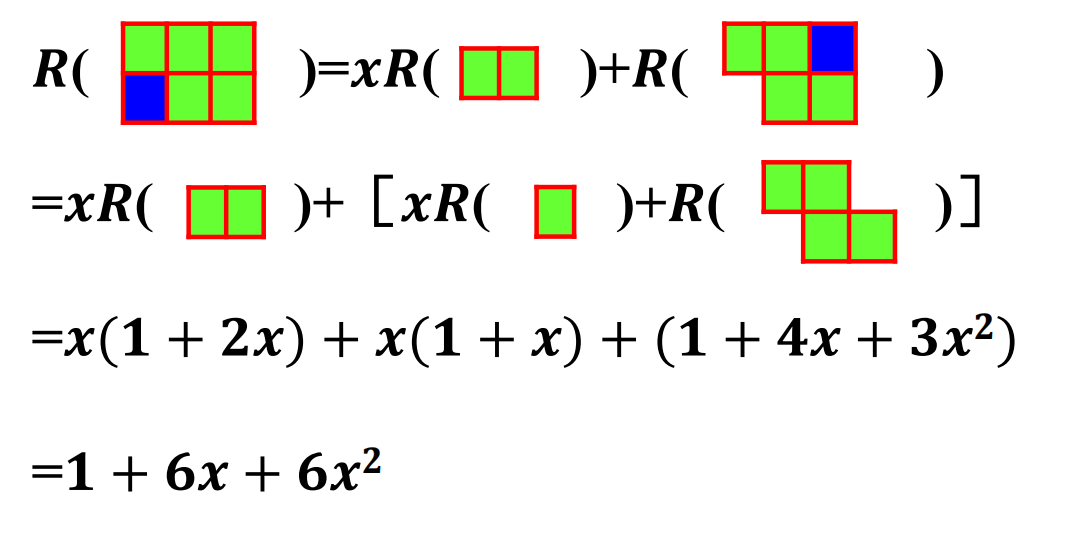 R( )=xR( )+R( )
=xR( )+ [xR( )+R( )]
=x(1 + 2x) + x(1 + x) + (1 + 4x + 3x²)
=1 + 6x + 6x²